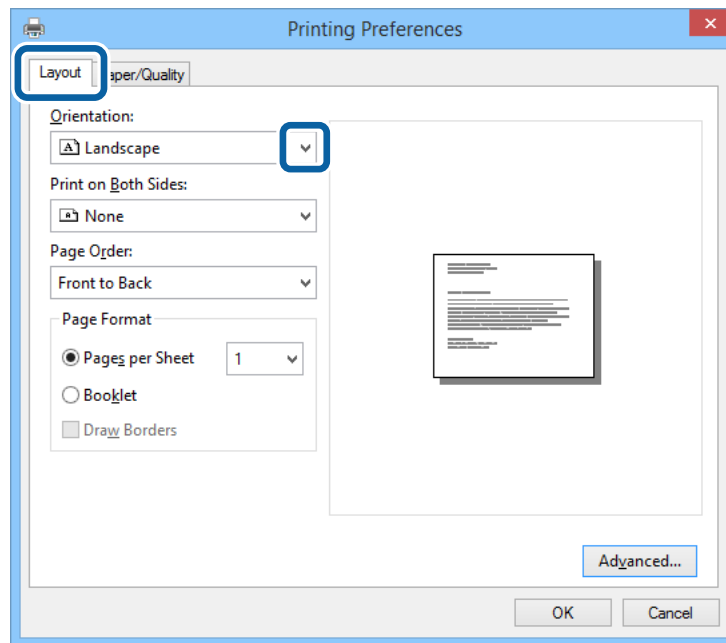 Printing Preferences
Layout
aper/Quality
Orientation:
A Landscape
Print on Both Sides:
None
Page Order:
Front to Back
Page Format
Pages per Sheet 1
Booklet
Draw Borders
Advanced...
OK Cancel